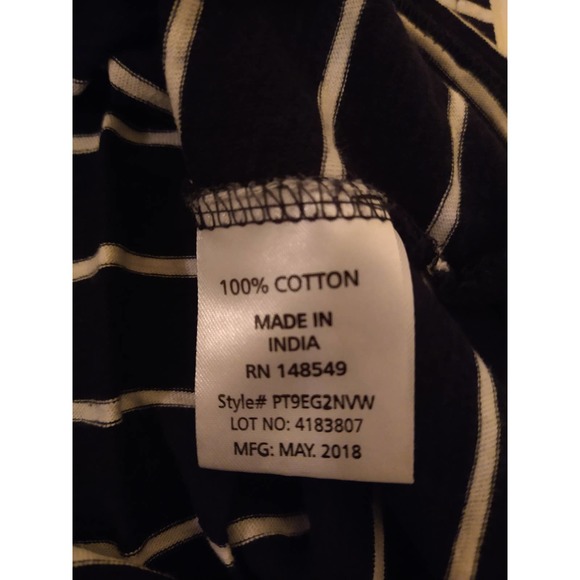 100% COTTON
MADE IN
INDIA
RN 148549
Style# PT9EG2NVW
LOT NO: 4183807
MFG: MAY. 2018